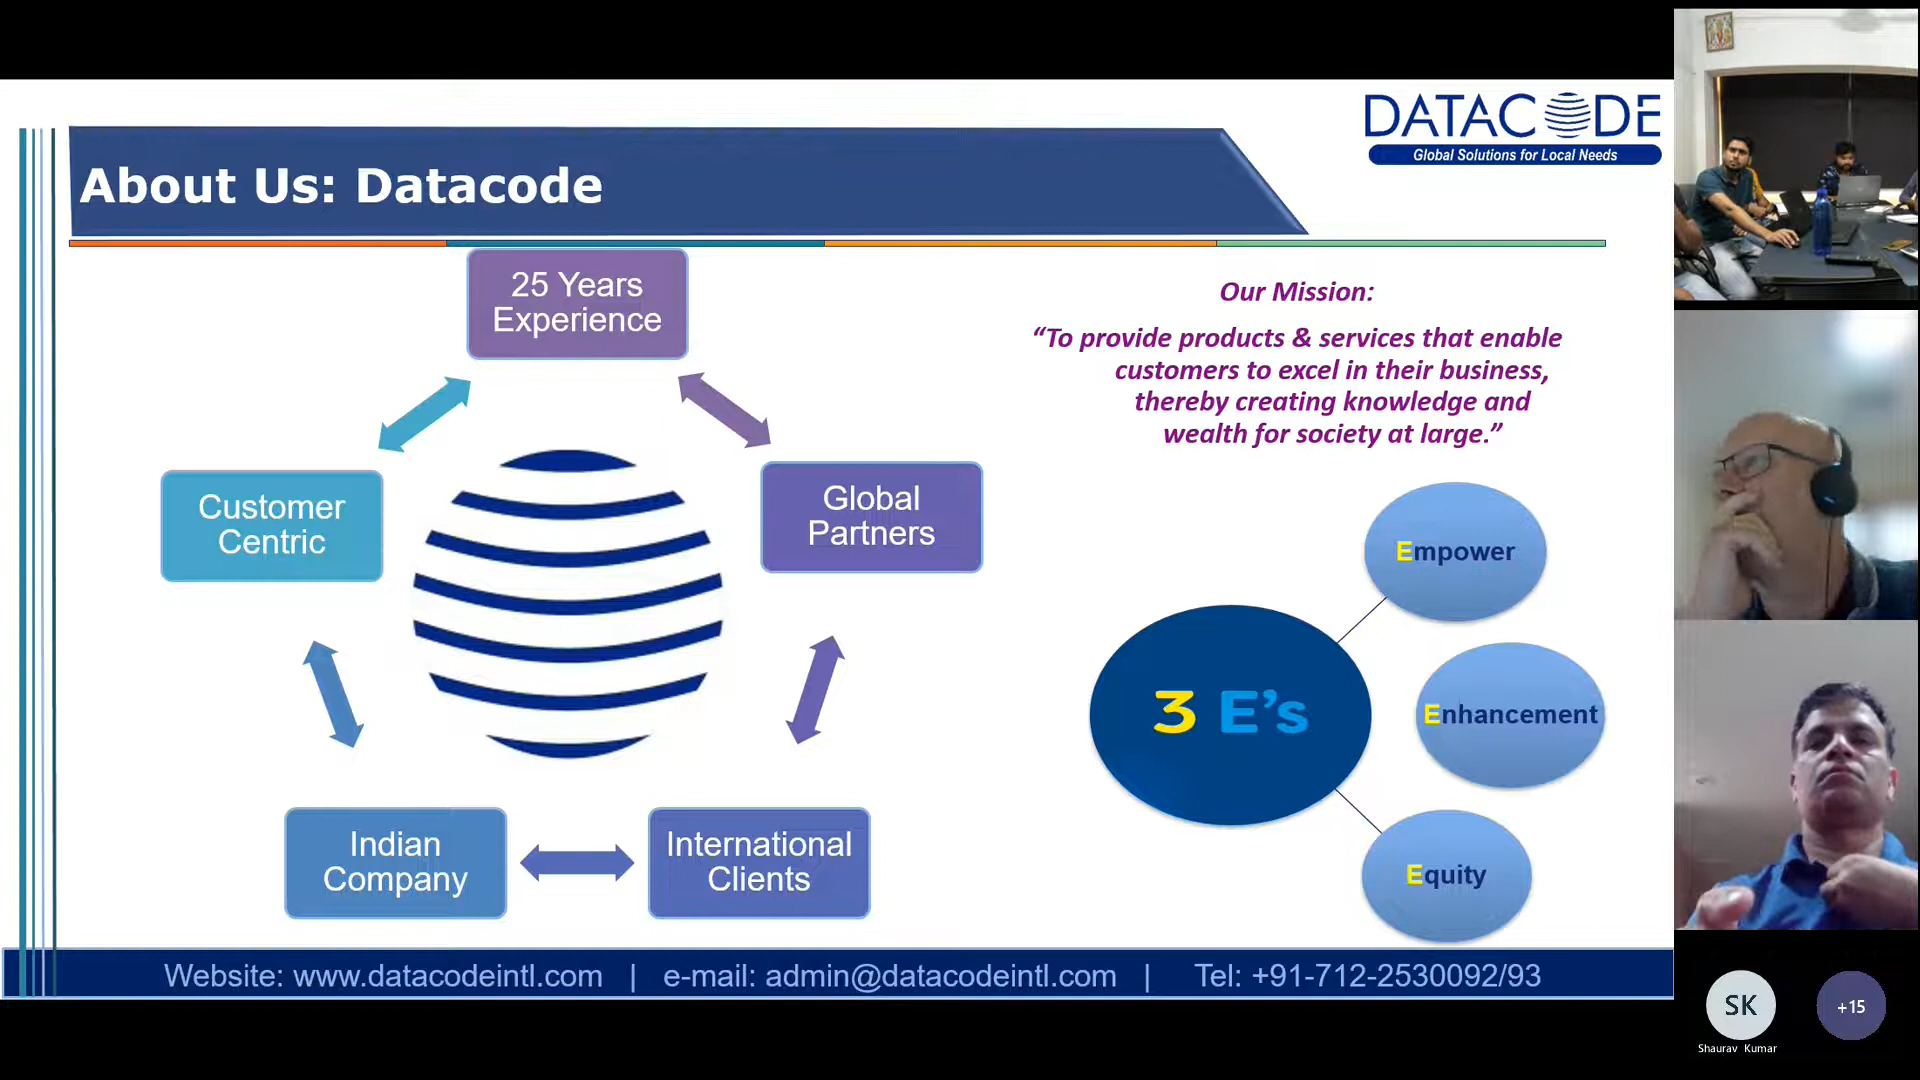 DATACODE
Global Solutions for Local Needs
About Us: Datacode
25 Years
Experience
Customer
Centric
Global
Partners
Indian
Company
International
Clients
Our Mission:
“To provide products & services that enable
customers to excel in their business,
thereby creating knowledge and
wealth for society at large.”
3 E’s
Empower
Enhancement
Equity
Website: www.datacodeintl.com | e-mail: admin@datacodeintl.com | Tel: +91-712-2530092/93
SK
Shaurav Kumar
+15